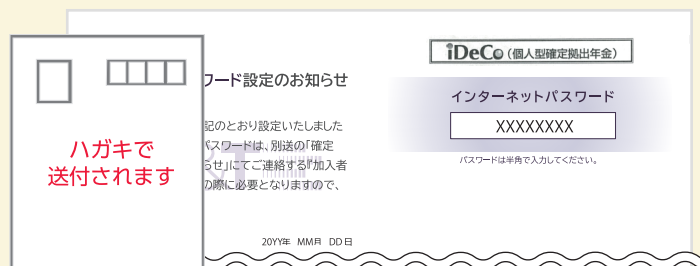 ハガキで
送付されます
ワード設定のお知らせ
記のとおり設定いたしました
パスワードは、別送の「確定
らせ」にてご連絡する「加入者
の際に必要となりますので、
20YY年 MM月 DD日
iDeCo（個人型確定拠出年金）
インターネットパスワード
XXXXXXXX
パスワードは半角で入力してください。